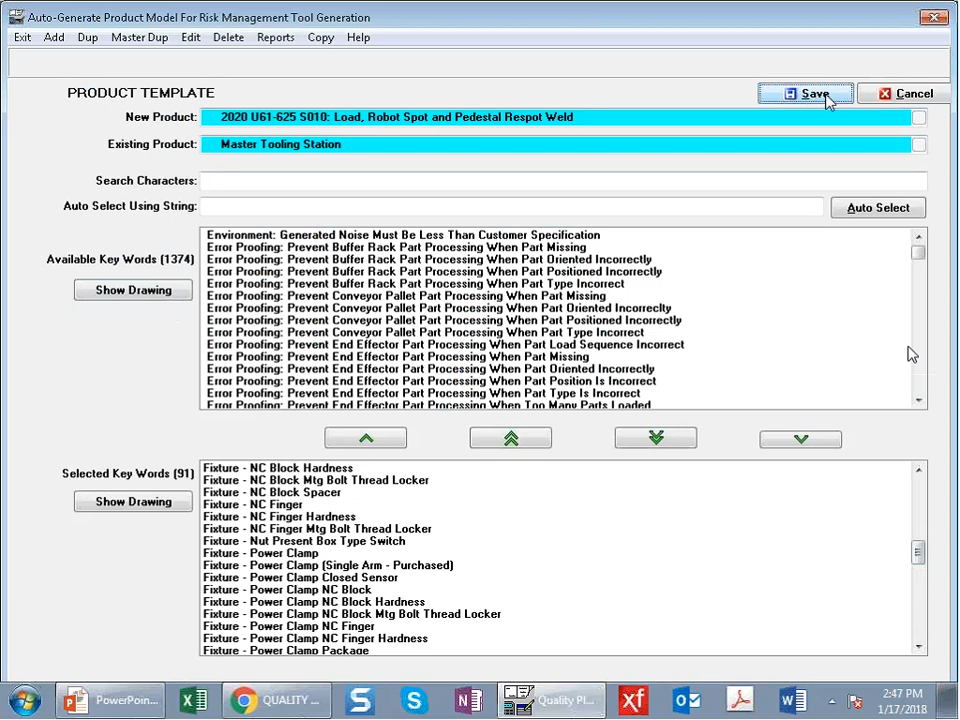 Auto-Generate Product Model For Risk Management Tool Generation
Exit Add Dup Master Dup Edit Delete Reports Copy Help
PRODUCT TEMPLATE
Save
Cancel
New Product: 2020 U61-625 S010: Load, Robot Spot and Pedestal Respot Weld
Existing Product: Master Tooling Station
Search Characters:
Auto Select Using String:
Auto Select
Available Key Words (1374)
Show Drawing
Environment: Generated Noise Must Be Less Than Customer Specification
Error Proofing: Prevent Buffer Rack Part Processing When Part Missing
Error Proofing: Prevent Buffer Rack Part Processing When Part Oriented Incorrectly
Error Proofing: Prevent Buffer Rack Part Processing When Part Positioned Incorrectly
Error Proofing: Prevent Buffer Rack Part Processing When Part Type Incorrect
Error Proofing: Prevent Conveyor Pallet Part Processing When Part Missing
Error Proofing: Prevent Conveyor Pallet Part Processing When Part Oriented Incorreclty
Error Proofing: Prevent Conveyor Pallet Part Processing When Part Positioned Incorrectly
Error Proofing: Prevent Conveyor Pallet Part Processing When Part Type Incorrect
Error Proofing: Prevent End Effector Part Processing When Part Load Sequence Incorrect
Error Proofing: Prevent End Effector Part Processing When Part Missing
Error Proofing: Prevent End Effector Part Processing When Part Oriented Incorrectly
Error Proofing: Prevent End Effector Part Processing When Part Position Is Incorrect
Error Proofing: Prevent End Effector Part Processing When Part Type Is Incorrect
Error Proofing: Prevent End Effector Part Processing When Too Many Parts Loaded
Selected Key Words (91)
Show Drawing
Fixture - NC Block Hardness
Fixture - NC Block Mtg Bolt Thread Locker
Fixture - NC Block Spacer
Fixture - NC Finger
Fixture - NC Finger Hardness
Fixture - NC Finger Mtg Bolt Thread Locker
Fixture - Nut Present Box Type Switch
Fixture - Power Clamp
Fixture - Power Clamp (Single Arm - Purchased)
Fixture - Power Clamp Closed Sensor
Fixture - Power Clamp NC Block
Fixture - Power Clamp NC Block Hardness
Fixture - Power Clamp NC Block Mtg Bolt Thread Locker
Fixture - Power Clamp NC Finger
Fixture - Power Clamp NC Finger Hardness
Fixture - Power Clamp Package
PowerPoin... QUALITY ... Quality Pl...
2:47 PM
1/17/2018